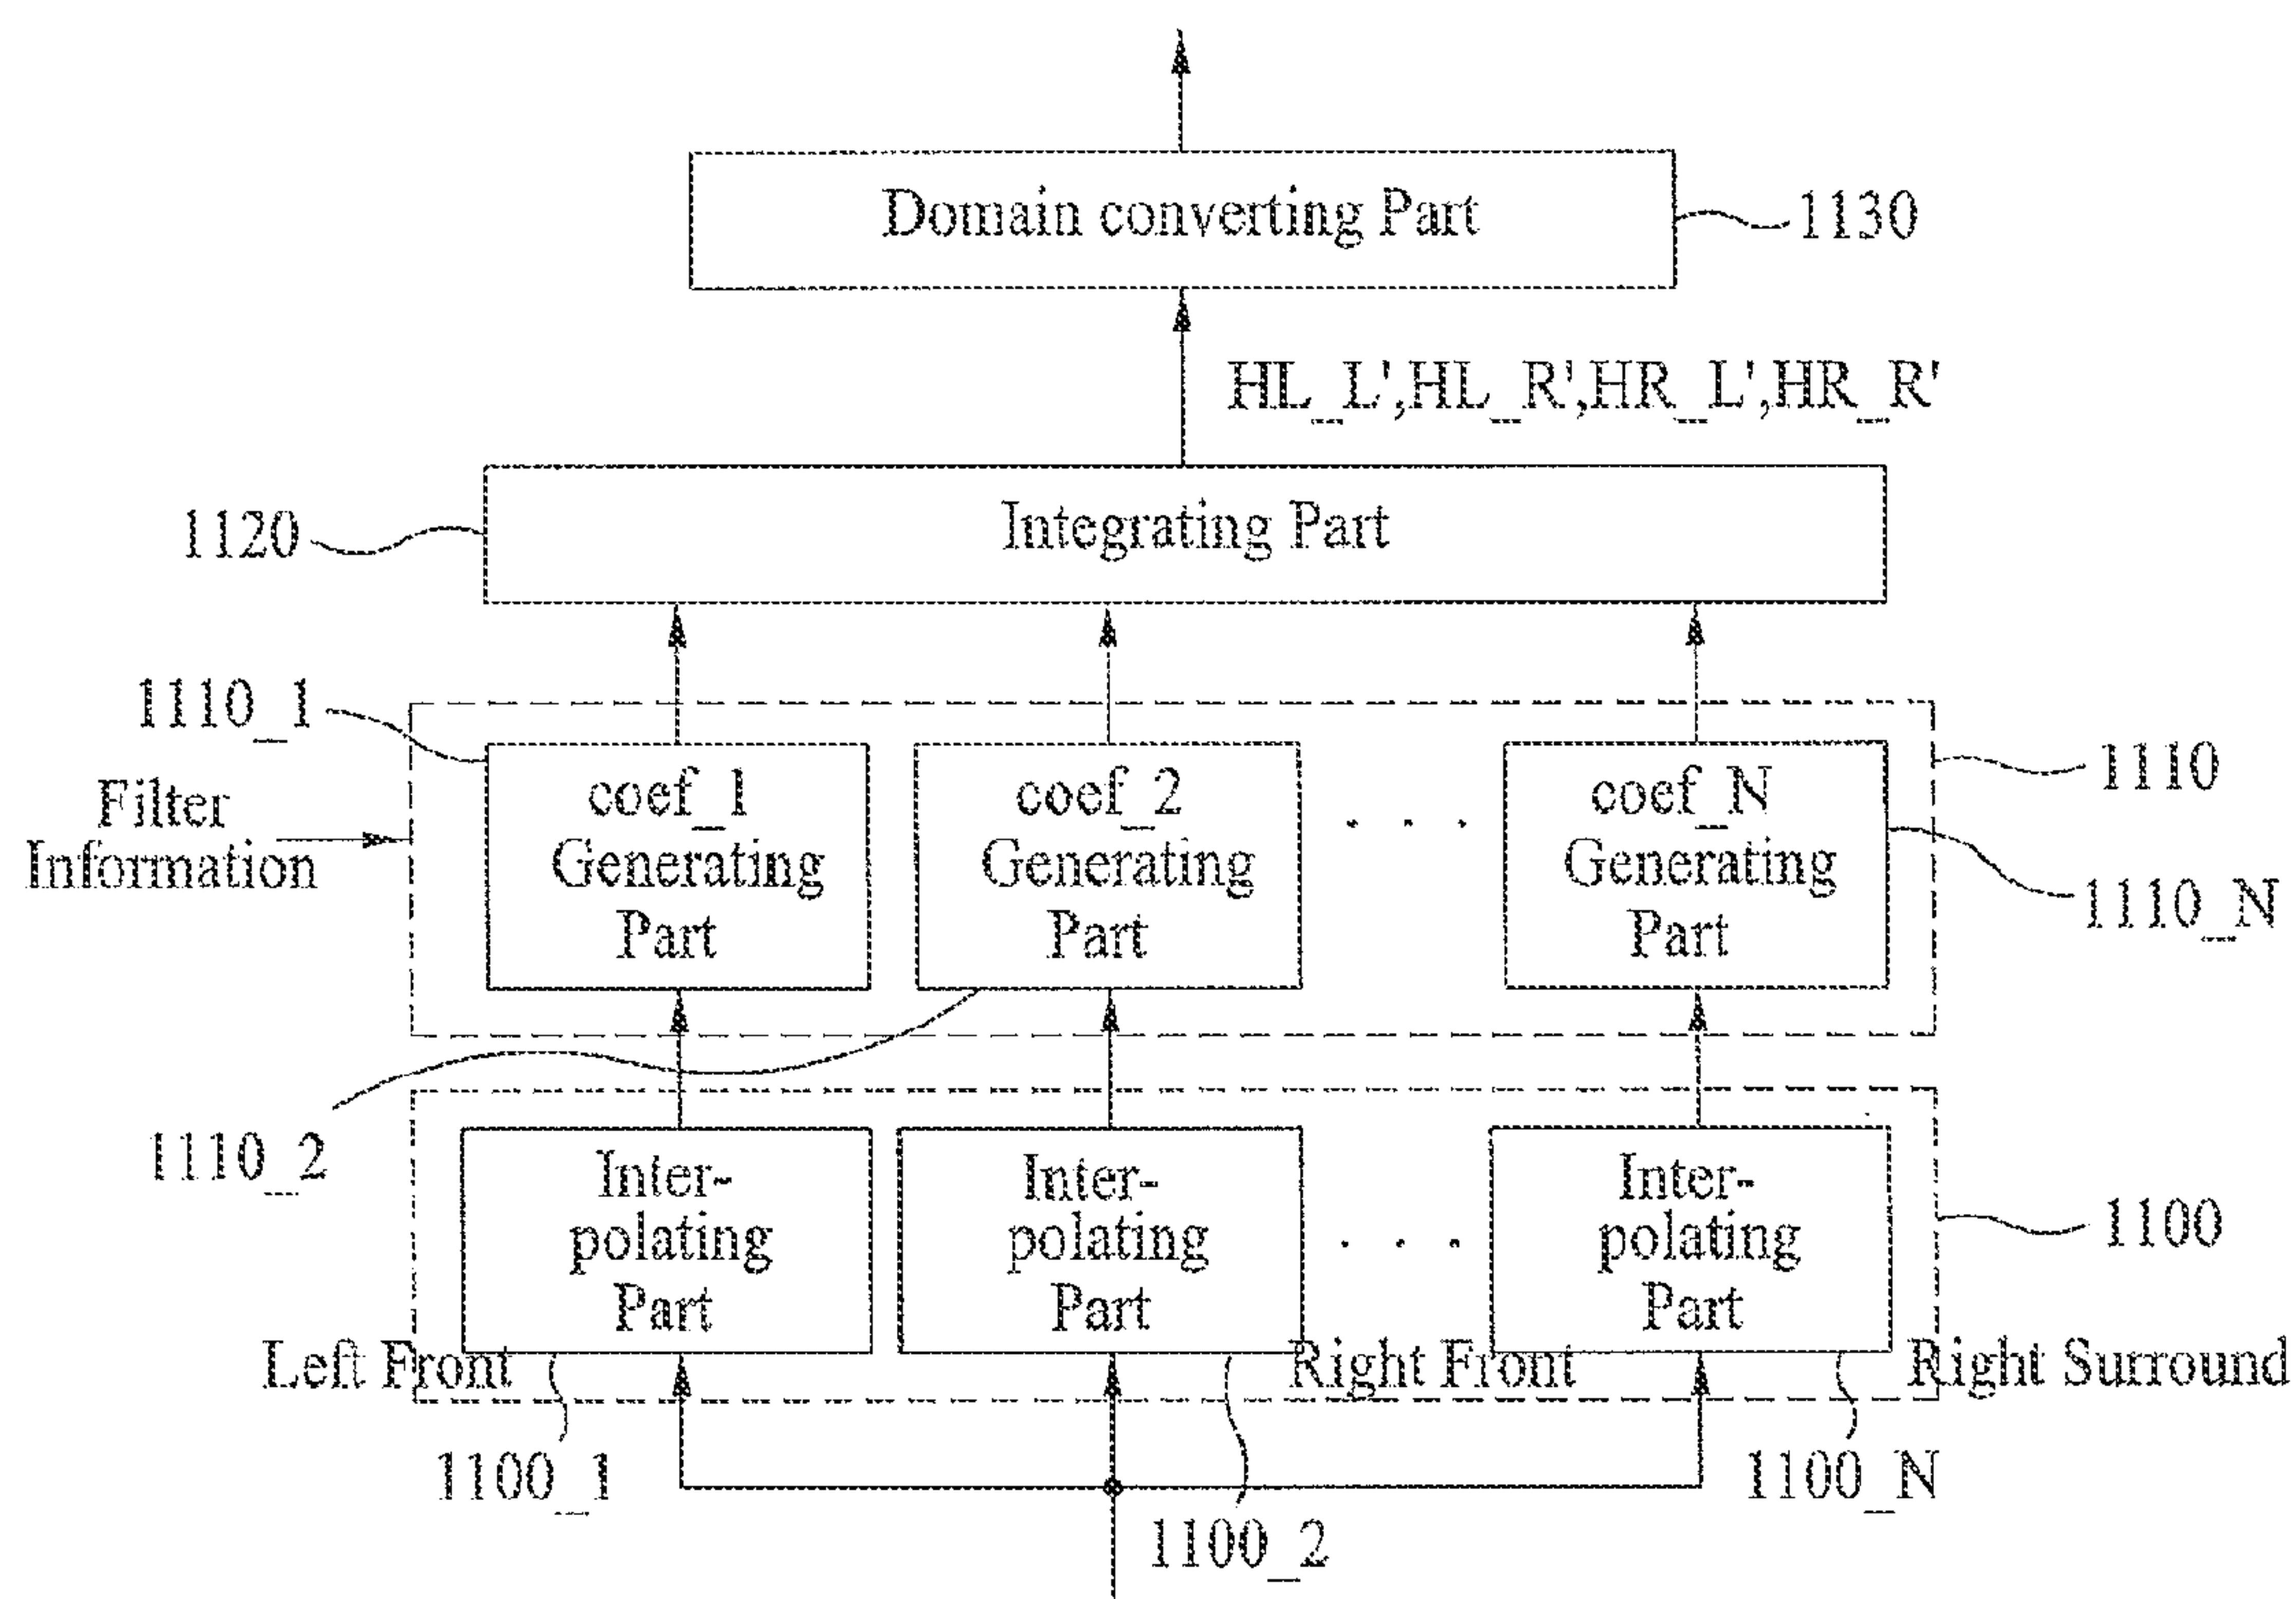 Domain converting Part
1130
HL_L',HL_R',HR_L',HR_R'
Integrating Part
1120
1110_1
coef_1
Generating
Part
coef_2
Generating
Part
. . .
coef_N
Generating
Part
1110
Filter
Information
1110_N
1110_2
Inter-
polating
Part
Inter-
polating
Part
. . .
Inter-
polating
Part
1100
Left Front
Right Front
Right Surround
1100_1
1100_2
1100_N